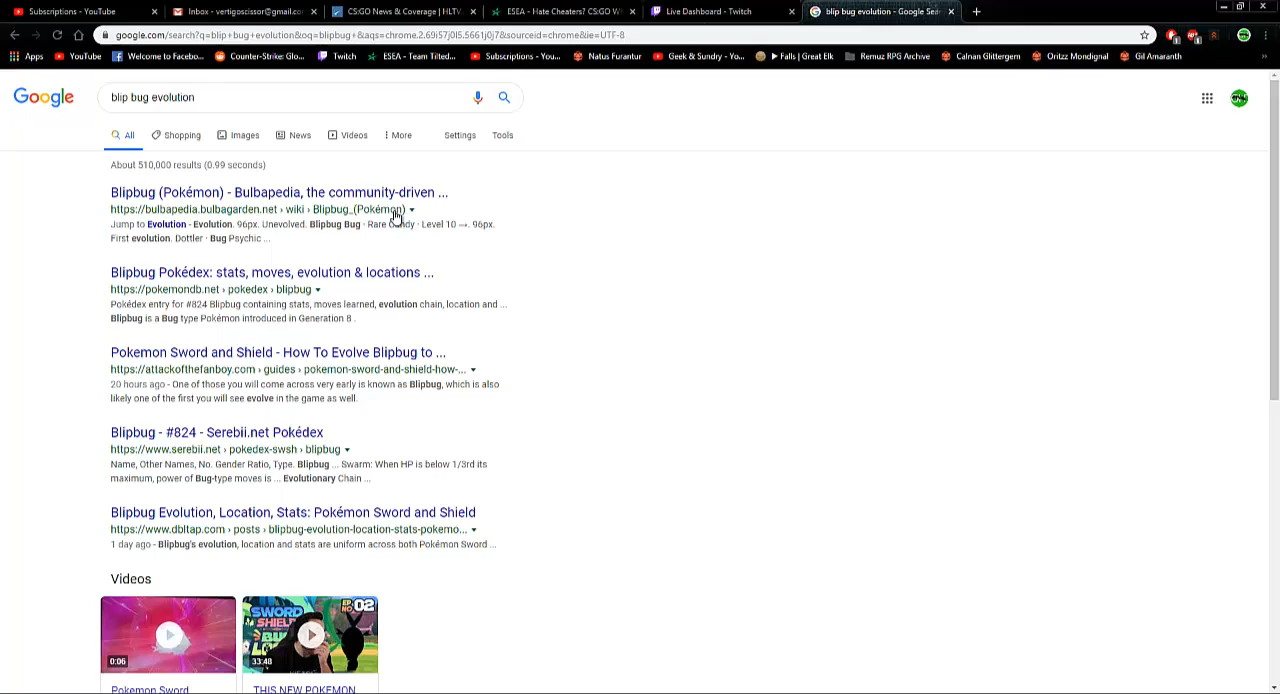 Subscriptions - YouTube
Inbox - vertigoscissor@gmail.co
CS:GO News & Coverage | HLTV
ESEA - Hate Cheaters? CS:GO W
Live Dashboard - Twitch
blip bug evolution - Google Sea
google.com/search?q=blip+bug+evolution&oq=blipbug+&aqs=chrome.2.69i57j0l5.5661j0j7&sourceid=chrome&ie=UTF-8
Apps
YouTube
Welcome to Facebo...
Counter-Strike: Glo...
Twitch
ESEA - Team Tilted...
Subscriptions - You...
Natus Furantur
Geek & Sundry - Yo...
Falls | Great Elk
Remuz RPG Archive
Calnan Glittergem
Oritzz Mondignal
Gil Amaranth
Google
blip bug evolution
All
Shopping
Images
News
Videos
More
Settings
Tools
About 510,000 results (0.99 seconds)
Blipbug (Pokémon) - Bulbapedia, the community-driven ...
https://bulbapedia.bulbagarden.net › wiki › Blipbug_(Pokémon)
Jump to Evolution - Evolution. 96px. Unevolved. Blipbug Bug · Rare Candy · Level 10 →. 96px.
First evolution. Dottler · Bug Psychic ...
Blipbug Pokédex: stats, moves, evolution & locations ...
https://pokemondb.net › pokedex › blipbug
Pokédex entry for #824 Blipbug containing stats, moves learned, evolution chain, location and ...
Blipbug is a Bug type Pokémon introduced in Generation 8 .
Pokemon Sword and Shield - How To Evolve Blipbug to ...
https://attackofthefanboy.com › guides › pokemon-sword-and-shield-how-...
20 hours ago - One of those you will come across very early is known as Blipbug, which is also
likely one of the first you will see evolve in the game as well.
Blipbug - #824 - Serebii.net Pokédex
https://www.serebii.net › pokedex-swsh › blipbug
Name, Other Names, No. Gender Ratio, Type. Blipbug ... Swarm: When HP is below 1/3rd its
maximum, power of Bug-type moves is ... Evolutionary Chain ...
Blipbug Evolution, Location, Stats: Pokémon Sword and Shield
https://www.dbltap.com › posts › blipbug-evolution-location-stats-pokemo...
1 day ago - Blipbug's evolution, location and stats are uniform across both Pokémon Sword ...
Videos
0:06
SWORD
SHIELD
EP NO 02
33:48
Pokemon Sword
THIS NEW POKEMON